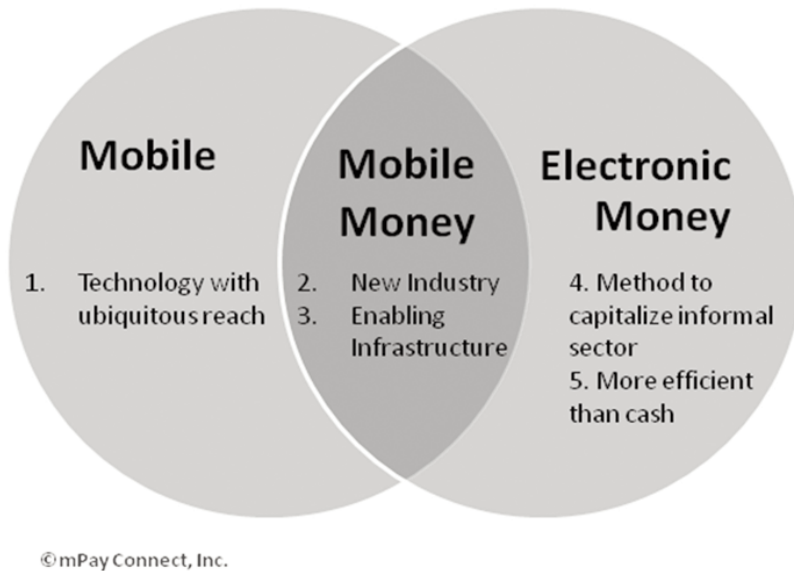 Mobile
1. Technology with
ubiquitous reach
Mobile
Money
2. New Industry
3. Enabling
Infrastructure
Electronic
Money
4. Method to
capitalize informal
sector
5. More efficient
than cash
©mPay Connect, Inc.